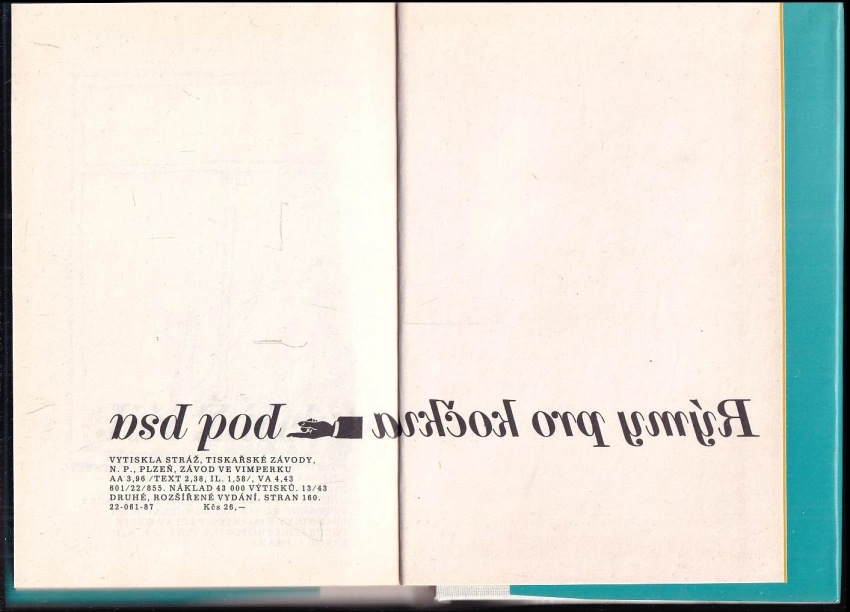 Rýmy pro kočku pod psa
VYTISKLA STRÁŽ, TISKAŘSKÉ ZÁVODY,
N. P., PLZEŇ, ZÁVOD VE VIMPERKU
AA 3,96 /TEXT 2,38, IL. 1,58/, VA 4,43
601/22/855. NÁKLAD 43 000 VÝTISKŮ. 13/43
DRUHÉ, ROZŠÍŘENÉ VYDÁNÍ. STRAN 160.
22-061-87 Kčs 26,—